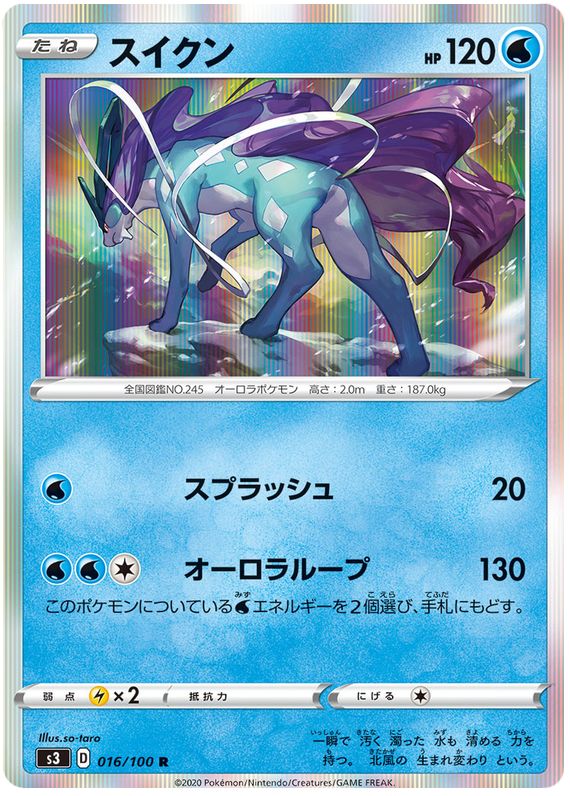 たね スイクン HP120
全国図鑑NO.245 オーロラポケモン 高さ：2.0m 重さ：187.0kg
スプラッシュ 20
オーロラループ 130
このポケモンについているエネルギーを2個選び、手札にもどす。
弱点 ×2 抵抗力 にげる
Illus.so-taro
一瞬で 汚く 濁った 水も 清める 力を
持つ。 北風の 生まれ変わり という。
S3 D 016/100 R
©2020 Pokémon/Nintendo/Creatures/GAME FREAK.